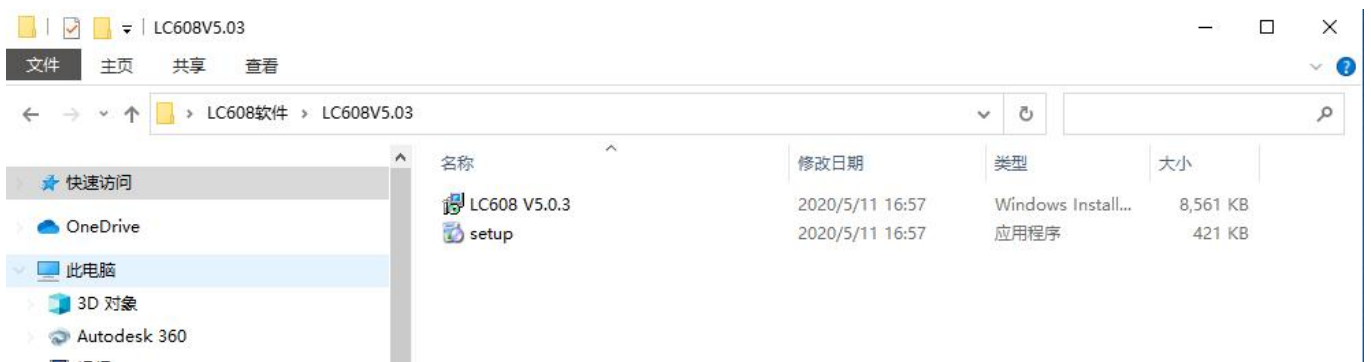 LC608V5.03
文件 主页 共享 查看
LC608软件 > LC608V5.03
名称 修改日期 类型 大小
快速访问
LC608 V5.0.3 2020/5/11 16:57 Windows Install... 8,561 KB
OneDrive
setup 2020/5/11 16:57 应用程序 421 KB
此电脑
3D 对象
Autodesk 360